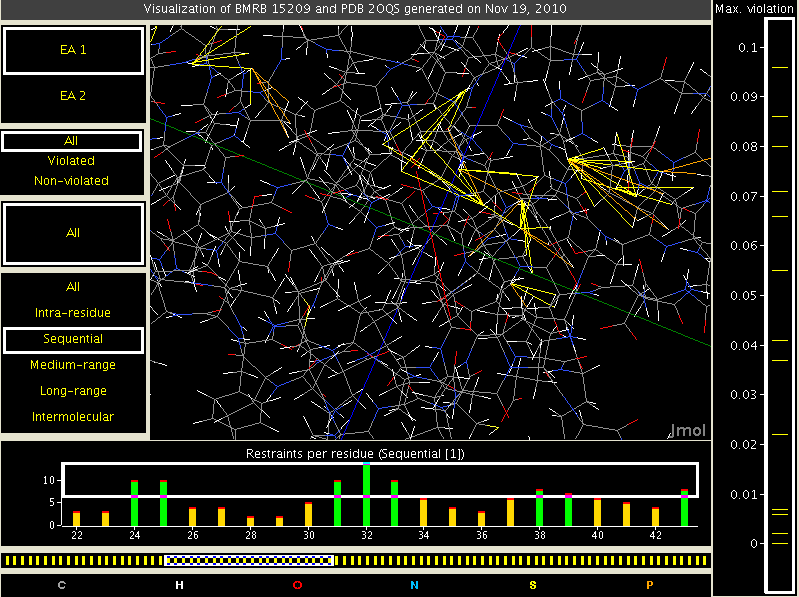 Visualization of BMRB 15209 and PDB 2OQS generated on Nov 19, 2010
Max. violation
EA 1
EA 2
All
Violated
Non-violated
All
All
Intra-residue
Sequential
Medium-range
Long-range
Intermolecular
Jmol
0.1
0.09
0.08
0.07
0.06
0.05
0.04
0.03
0.02
0.01
0
Restraints per residue (Sequential [1])
10
5
0
22 24 26 28 30 32 34 36 38 40 42
C H O N S P